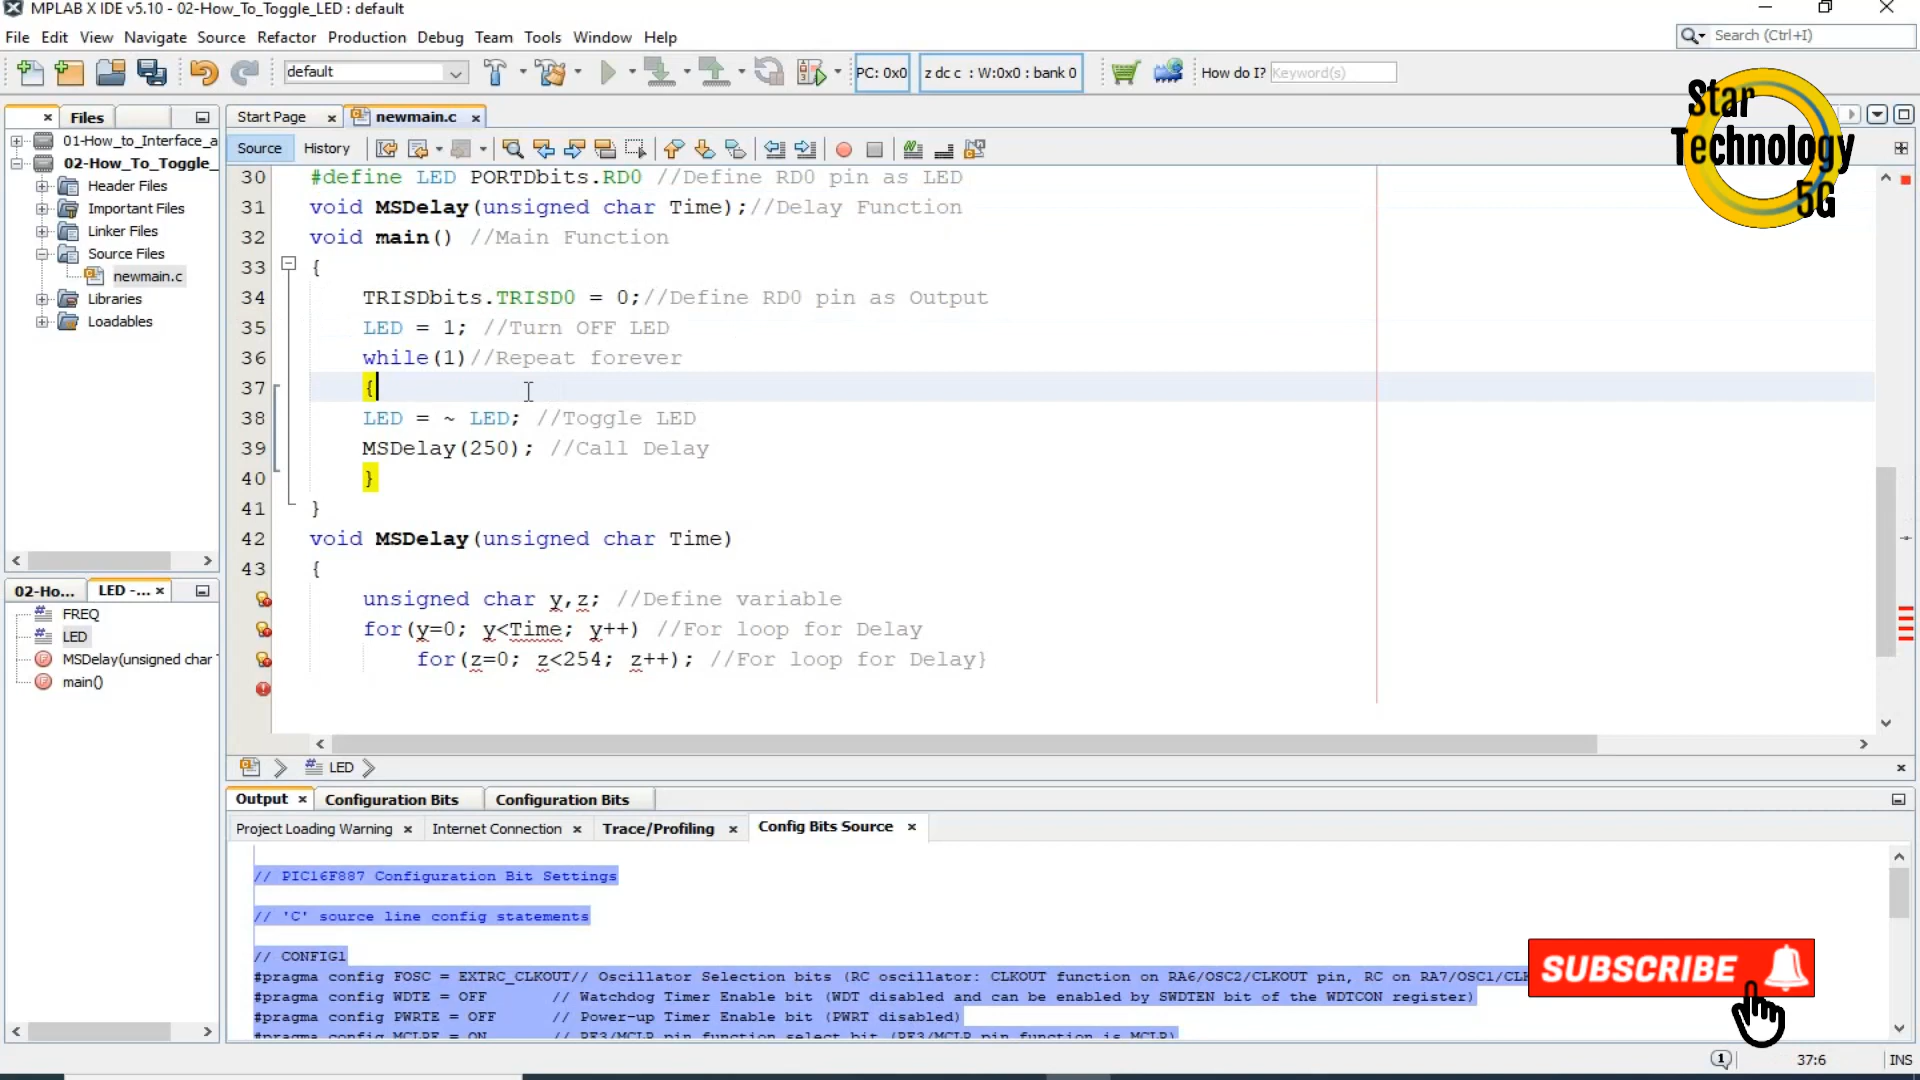 MPLAB X IDE v5.10 - 02-How_To_Toggle_LED : default
File Edit View Navigate Source Refactor Production Debug Team Tools Window Help
Search (Ctrl+I)
default
PC: 0x0
z dc c : W:0x0 : bank 0
How do I? Keyword(s)
Star
Technology
5G
Files
Start Page
newmain.c
01-How_to_Interface_a
02-How_To_Toggle_
Header Files
Important Files
Linker Files
Source Files
newmain.c
Libraries
Loadables
Source
History
30 #define LED PORTDbits.RD0 //Define RD0 pin as LED
31 void MSDelay(unsigned char Time);//Delay Function
32 void main() //Main Function
33 {
34 TRISDbits.TRISD0 = 0;//Define RD0 pin as Output
35 LED = 1; //Turn OFF LED
36 while(1)//Repeat forever
37 {
38 LED = ~ LED; //Toggle LED
39 MSDelay(250); //Call Delay
40 }
41 }
42 void MSDelay(unsigned char Time)
43 {
unsigned char y,z; //Define variable
for(y=0; y<Time; y++) //For loop for Delay
for(z=0; z<254; z++); //For loop for Delay}
02-Ho...
LED -...
FREQ
LED
MSDelay(unsigned char
main()
LED
Output
Configuration Bits
Configuration Bits
Project Loading Warning
Internet Connection
Trace/Profiling
Config Bits Source
// PIC16F887 Configuration Bit Settings
// 'C' source line config statements
// CONFIG1
#pragma config FOSC = EXTRC_CLKOUT// Oscillator Selection bits (RC oscillator: CLKOUT function on RA6/OSC2/CLKOUT pin, RC on RA7/OSC1/CL
#pragma config WDTE = OFF // Watchdog Timer Enable bit (WDT disabled and can be enabled by SWDTEN bit of the WDTCON register)
#pragma config PWRTE = OFF // Power-up Timer Enable bit (PWRT disabled)
#pragma config MCLRE = ON // RE3/MCLR pin function select bit (RE3/MCLR pin function is MCLR)
SUBSCRIBE
1
37:6
INS